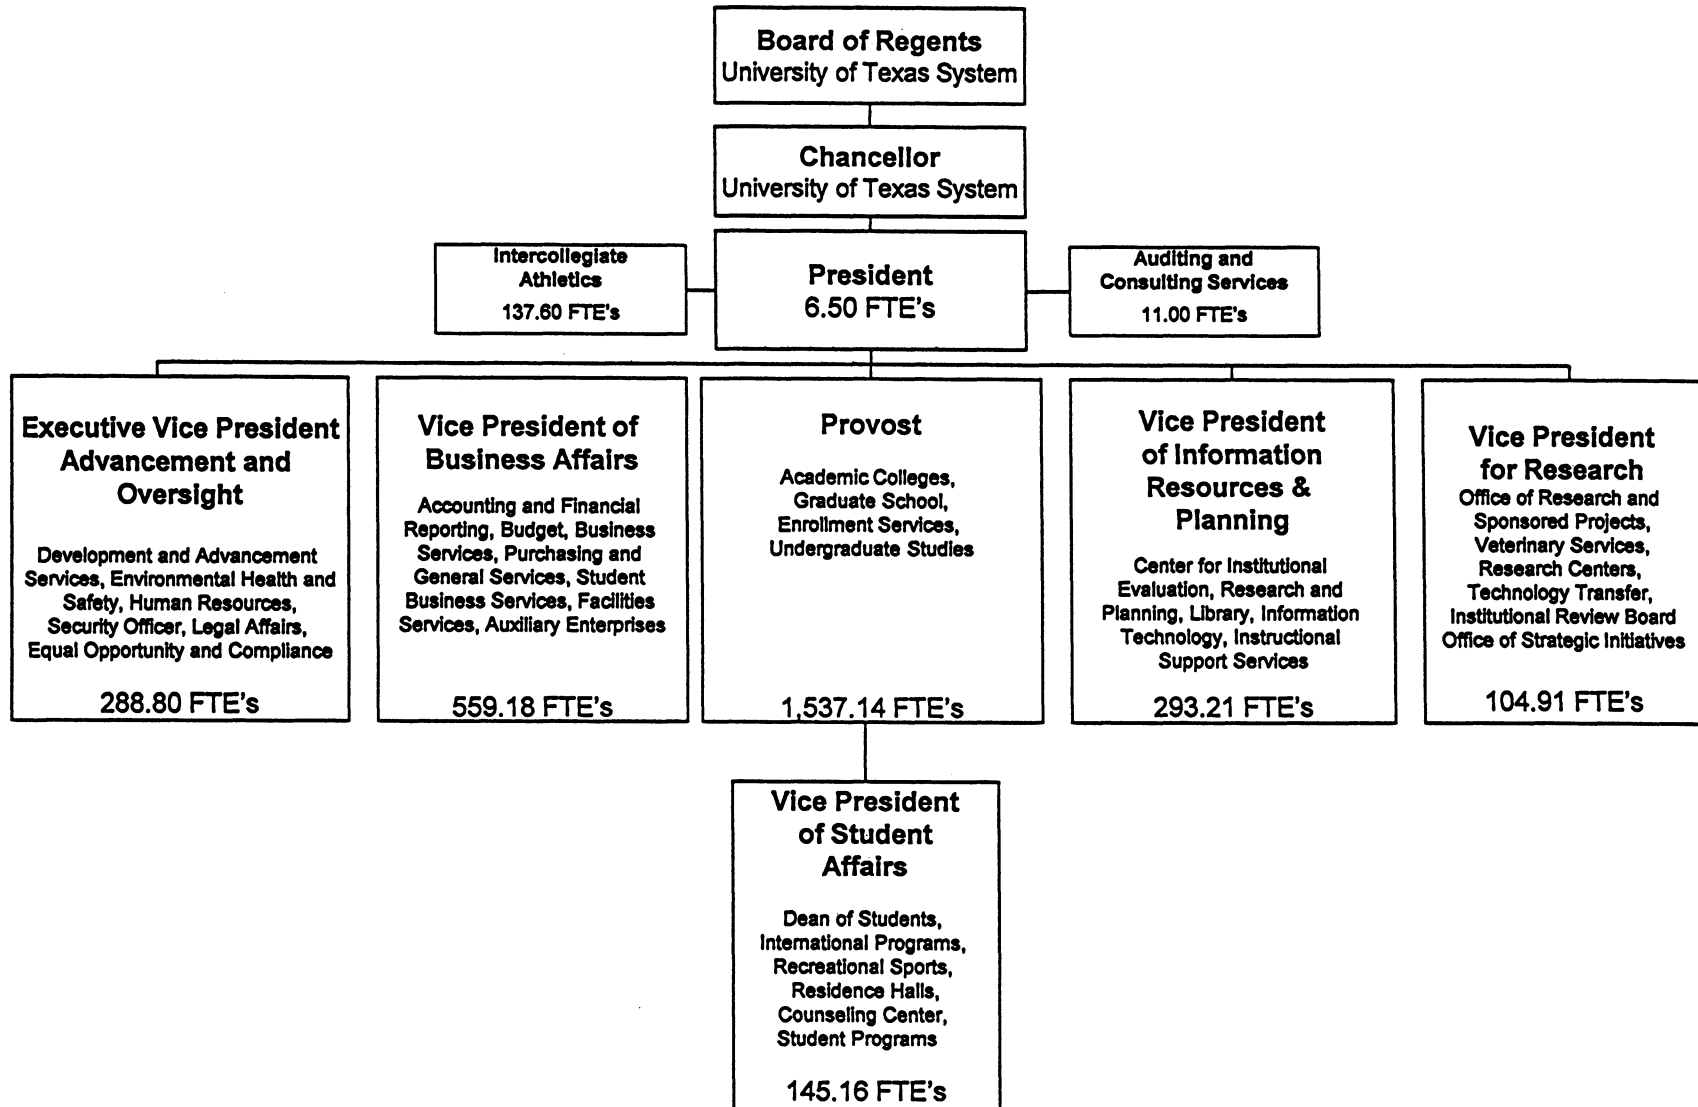 Board of Regents
University of Texas System
Chancellor
University of Texas System
Intercollegiate
Athletics
137.60 FTE's
President
6.50 FTE's
Auditing and
Consulting Services
11.00 FTE's
Executive Vice President
Advancement and
Oversight
Development and Advancement
Services, Environmental Health and
Safety, Human Resources,
Security Officer, Legal Affairs,
Equal Opportunity and Compliance
288.80 FTE's
Vice President of
Business Affairs
Accounting and Financial
Reporting, Budget, Business
Services, Purchasing and
General Services, Student
Business Services, Facilities
Services, Auxiliary Enterprises
559.18 FTE's
Provost
Academic Colleges,
Graduate School,
Enrollment Services,
Undergraduate Studies
1,537.14 FTE's
Vice President
of Information
Resources &
Planning
Center for Institutional
Evaluation, Research and
Planning, Library, Information
Technology, Instructional
Support Services
293.21 FTE's
Vice President
for Research
Office of Research and
Sponsored Projects,
Veterinary Services,
Research Centers,
Technology Transfer,
Institutional Review Board
Office of Strategic Initiatives
104.91 FTE's
Vice President
of Student
Affairs
Dean of Students,
International Programs,
Recreational Sports,
Residence Halls,
Counseling Center,
Student Programs
145.16 FTE's